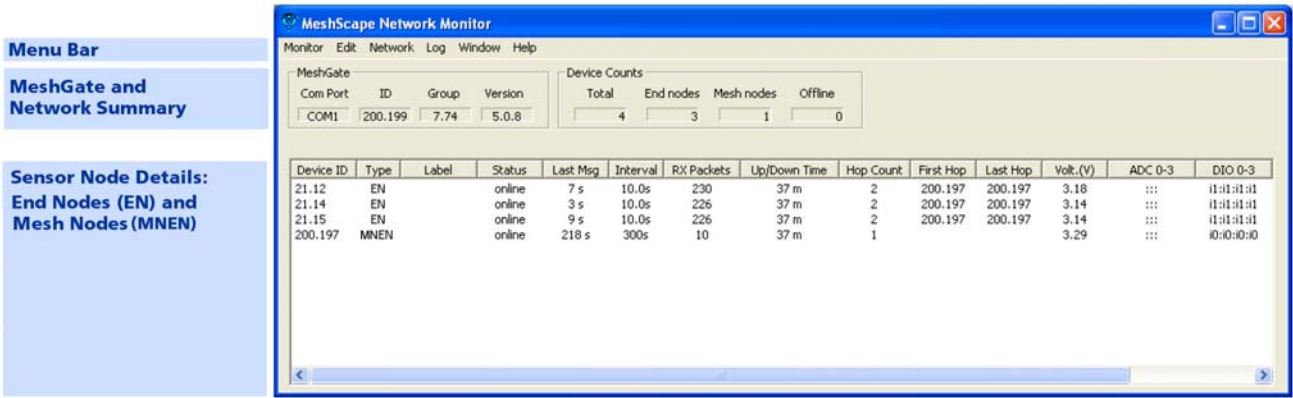 MeshScape Network Monitor
Menu Bar
Monitor Edit Network Log Window Help
MeshGate and
Network Summary
MeshGate
Com Port ID Group Version
COM1 200.199 7.74 5.0.8
Device Counts
Total End nodes Mesh nodes Offline
4 3 1 0
Sensor Node Details:
End Nodes (EN) and
Mesh Nodes (MNEN)
Device ID Type Label Status Last Msg Interval RX Packets Up/Down Time Hop Count First Hop Last Hop Volt.(V) ADC 0-3 DIO 0-3
21.12 EN online 7 s 10.0s 230 37 m 2 200.197 200.197 3.18 ::: i1:i1:i1:i1
21.14 EN online 3 s 10.0s 226 37 m 2 200.197 200.197 3.14 ::: i1:i1:i1:i1
21.15 EN online 9 s 10.0s 226 37 m 2 200.197 200.197 3.14 ::: i1:i1:i1:i1
200.197 MNEN online 218 s 300s 10 37 m 1 3.29 ::: i0:i0:i0:i0